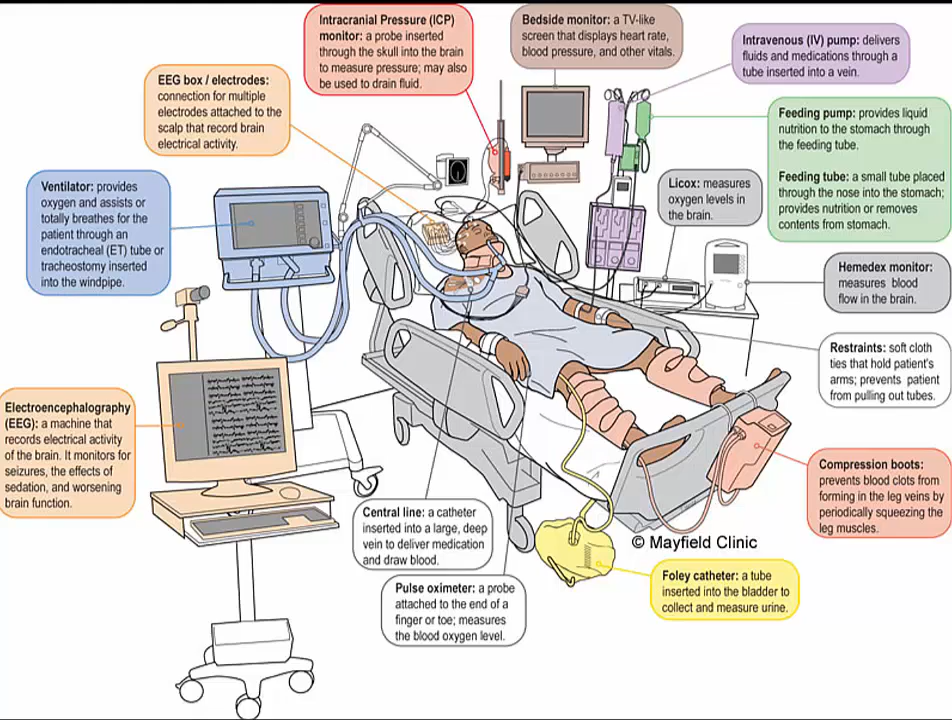 Intracranial Pressure (ICP)
monitor: a probe inserted
through the skull into the brain
to measure pressure; may also
be used to drain fluid.
Bedside monitor: a TV-like
screen that displays heart rate,
blood pressure, and other vitals.
Intravenous (IV) pump: delivers
fluids and medications through a
tube inserted into a vein.
EEG box / electrodes:
connection for multiple
electrodes attached to the
scalp that record brain
electrical activity.
Feeding pump: provides liquid
nutrition to the stomach through
the feeding tube.
Feeding tube: a small tube placed
through the nose into the stomach;
provides nutrition or removes
contents from stomach.
Ventilator: provides
oxygen and assists or
totally breathes for the
patient through an
endotracheal (ET) tube or
tracheostomy inserted
into the windpipe.
Licox: measures
oxygen levels in
the brain.
Hemedex monitor:
measures blood
flow in the brain.
Restraints: soft cloth
ties that hold patient's
arms; prevents patient
from pulling out tubes.
Electroencephalography
(EEG): a machine that
records electrical activity
of the brain. It monitors for
seizures, the effects of
sedation, and worsening
brain function.
Compression boots:
prevents blood clots from
forming in the leg veins by
periodically squeezing the
leg muscles.
Central line: a catheter
inserted into a large, deep
vein to deliver medication
and draw blood.
© Mayfield Clinic
Pulse oximeter: a probe
attached to the end of a
finger or toe; measures
the blood oxygen level.
Foley catheter: a tube
inserted into the bladder to
collect and measure urine.